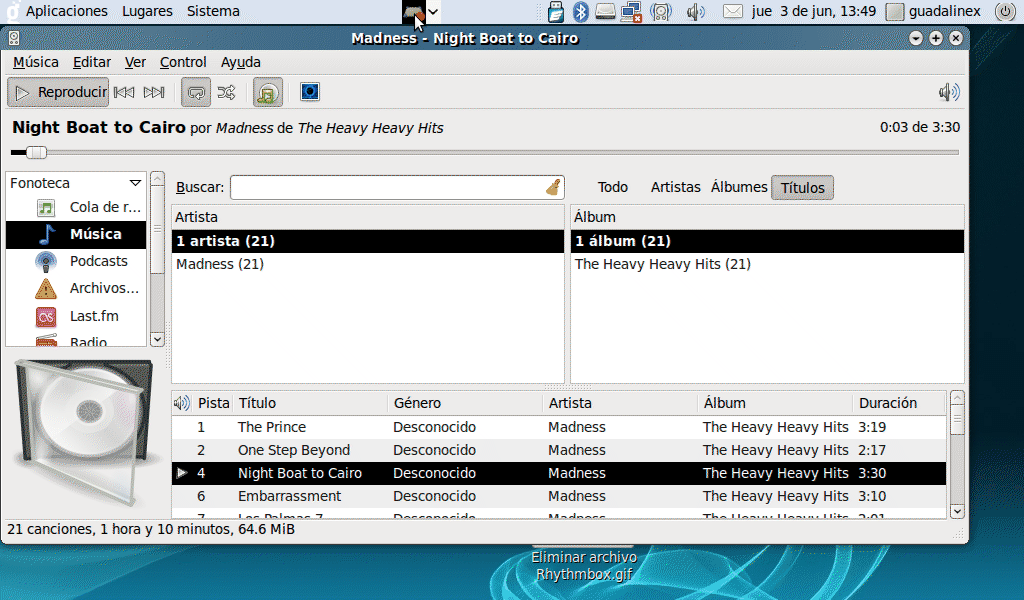 Aplicaciones Lugares Sistema jue 3 de jun, 13:49 guadalinex
Madness - Night Boat to Cairo
Música Editar Ver Control Ayuda
Reproducir
Night Boat to Cairo por Madness de The Heavy Heavy Hits 0:03 de 3:30
Fonoteca
Cola de r...
Música
Podcasts
Archivos...
Last.fm
Radio
Buscar: Todo Artistas Álbumes Títulos
Artista Álbum
1 artista (21) 1 álbum (21)
Madness (21) The Heavy Heavy Hits (21)
Pista Título Género Artista Álbum Duración
1 The Prince Desconocido Madness The Heavy Heavy Hits 3:19
2 One Step Beyond Desconocido Madness The Heavy Heavy Hits 2:17
4 Night Boat to Cairo Desconocido Madness The Heavy Heavy Hits 3:30
6 Embarrassment Desconocido Madness The Heavy Heavy Hits 3:10
7 Los Palmas 7 Desconocido Madness The Heavy Heavy Hits 2:01
21 canciones, 1 hora y 10 minutos, 64.6 MiB
Eliminar archivo
Rhythmbox.gif